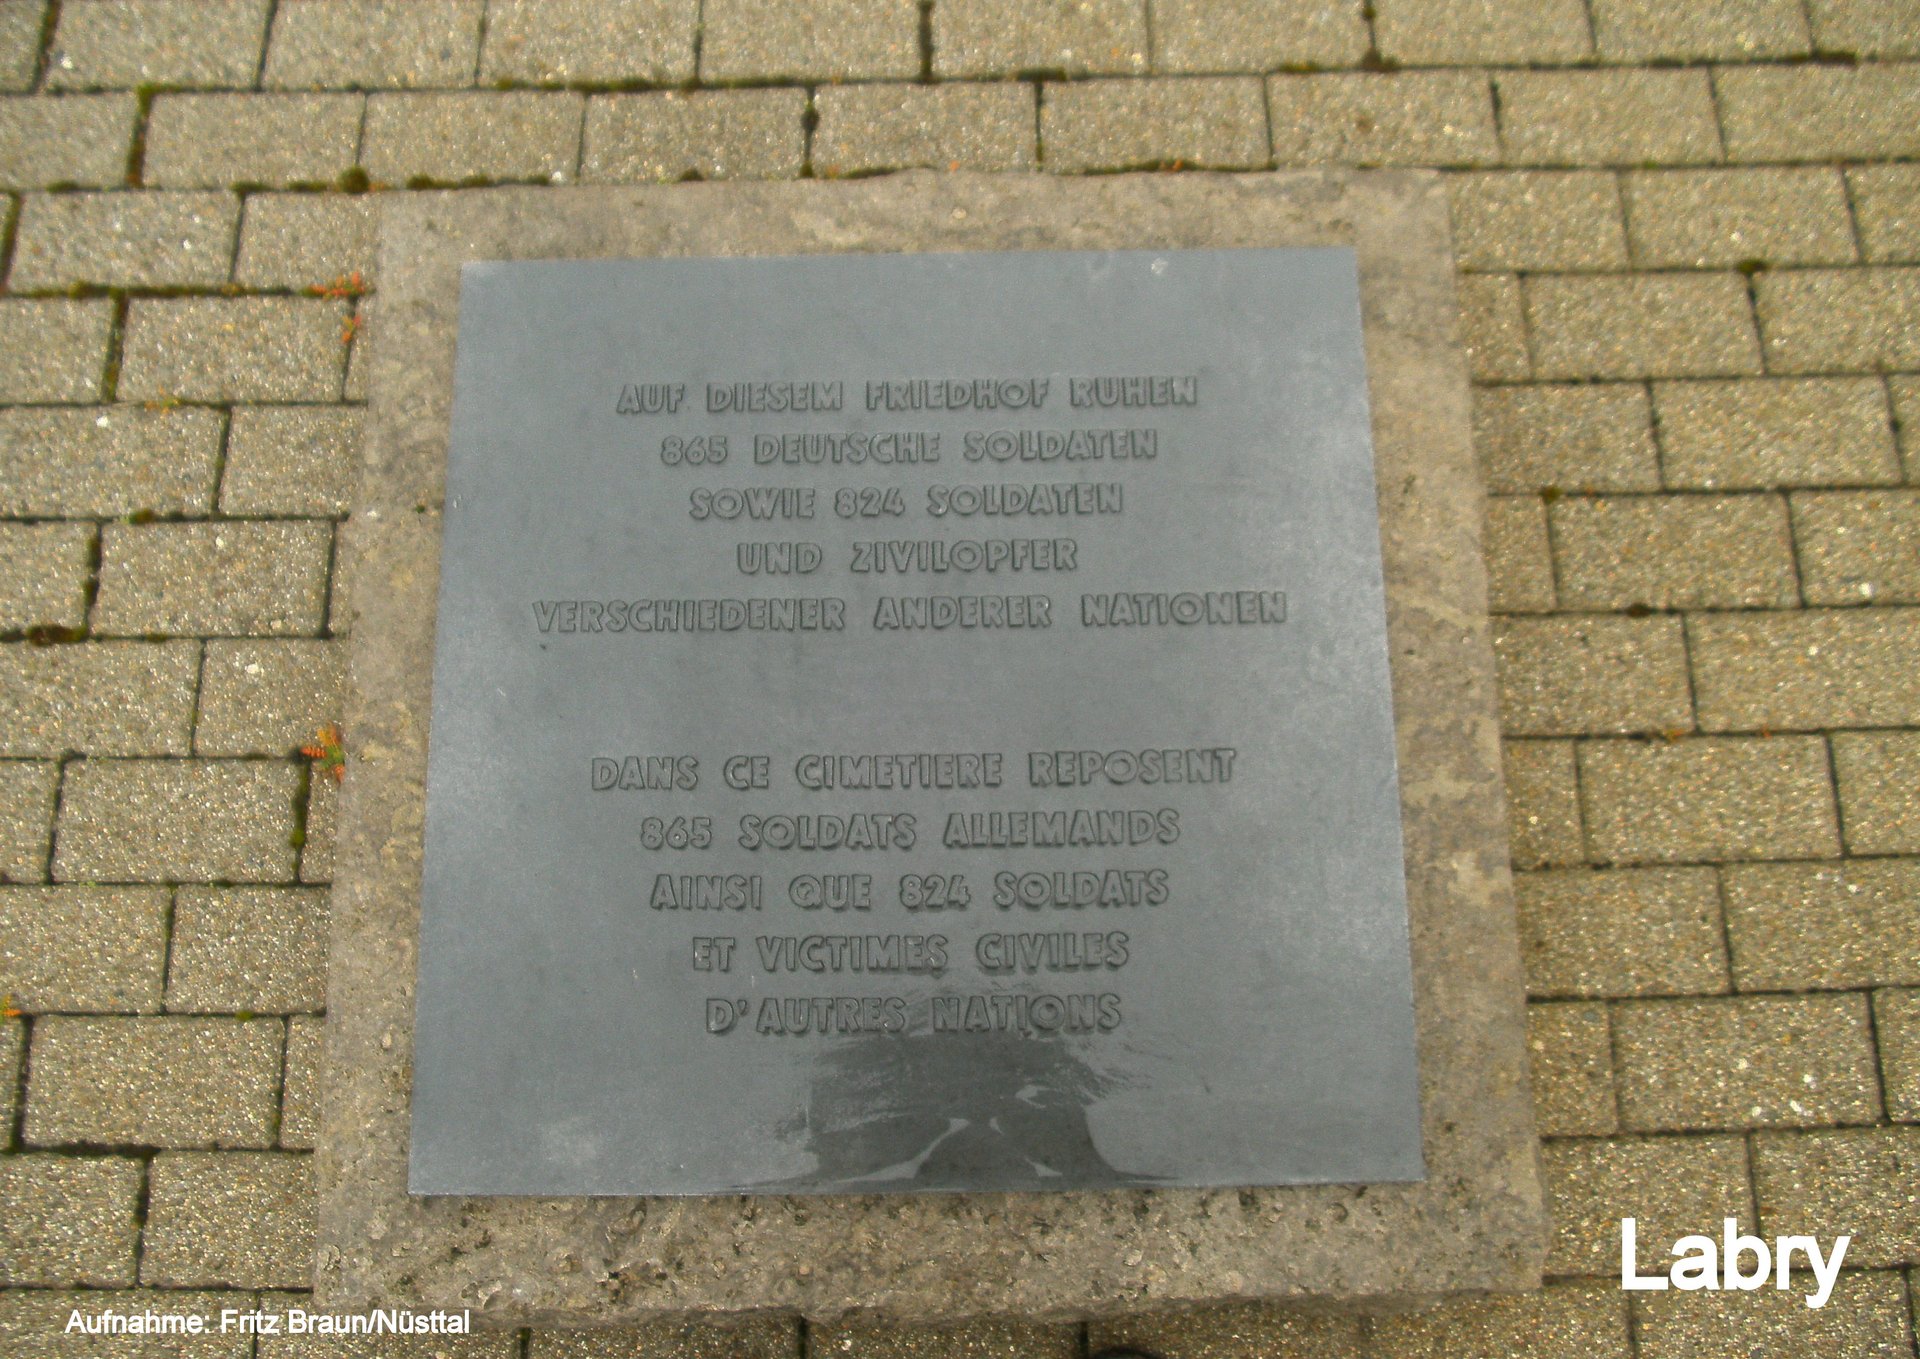 AUF DIESEM FRIEDHOF RUHEN
865 DEUTSCHE SOLDATEN
SOWIE 824 SOLDATEN
UND ZIVILOPFER
VERSCHIEDENER ANDERER NATIONEN
DANS CE CIMETIERE REPOSENT
865 SOLDATS ALLEMANDS
AINSI QUE 824 SOLDATS
ET VICTIMES CIVILES
D'AUTRES NATIONS
Labry
Aufnahme: Fritz Braun/Nüsttal